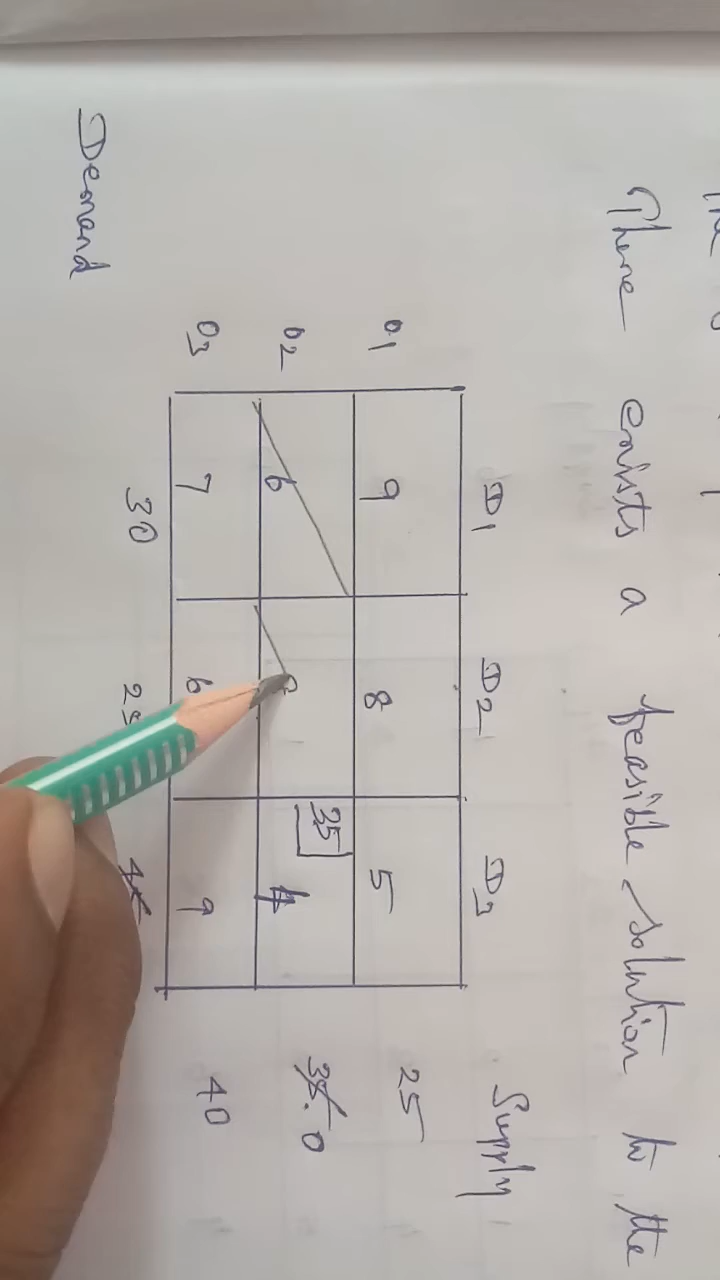 There exists a feasible solution to the
D1 D2 D3 Supply
O1 9 8 5 25
O2 6 35 4 35 0
O3 7 6 9 40
Demand 30